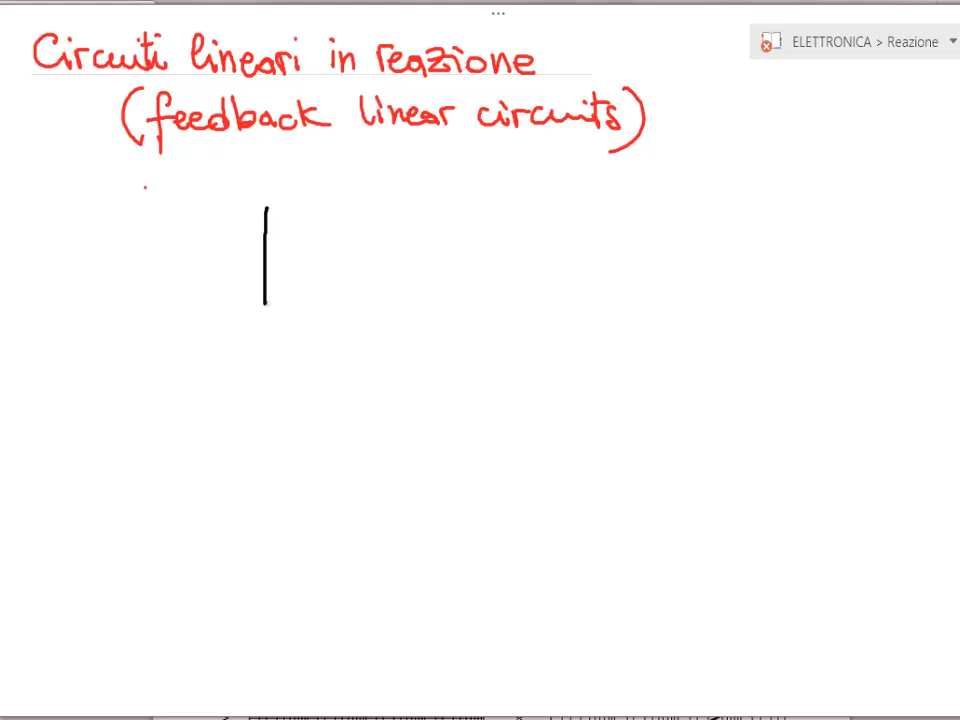 Circuiti lineari in reazione
(feedback linear circuits)
ELETTRONICA > Reazione